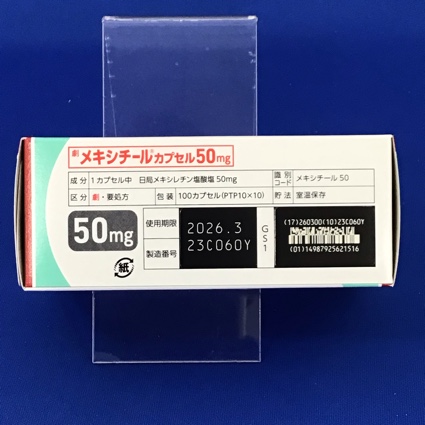 劇 メキシチール®カプセル50mg
成分 1カプセル中 日局メキシレチン塩酸塩 50mg
識別コード メキシチール 50
区分 劇・要処方 包装 100カプセル(PTP10×10) 貯法 室温保存
50mg
使用期限 2026.3
製造番号 23C060Y
GS1
(17)260300(10)23C060Y
(01)14987925621516
紙